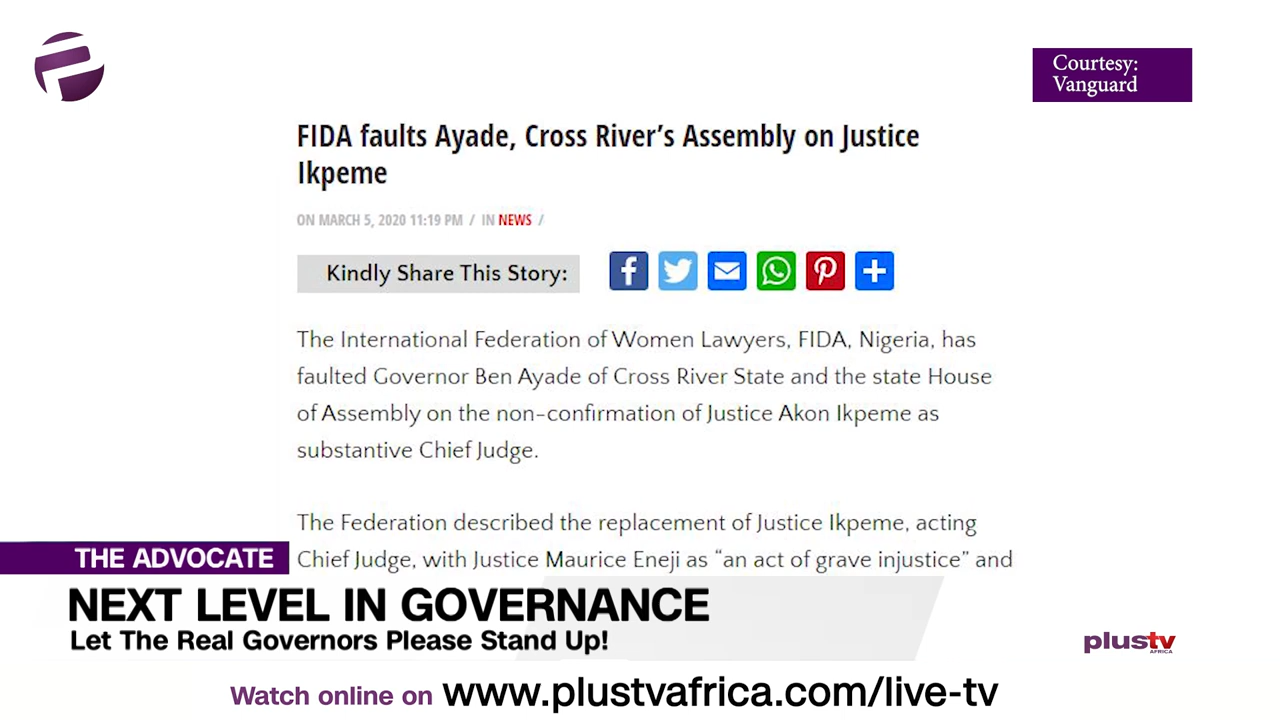 Courtesy:
Vanguard
FIDA faults Ayade, Cross River’s Assembly on Justice
Ikpeme
ON MARCH 5, 2020 11:19 PM / IN NEWS /
Kindly Share This Story:
The International Federation of Women Lawyers, FIDA, Nigeria, has
faulted Governor Ben Ayade of Cross River State and the state House
of Assembly on the non-confirmation of Justice Akon Ikpeme as
substantive Chief Judge.
The Federation described the replacement of Justice Ikpeme, acting
Chief Judge, with Justice Maurice Eneji as “an act of grave injustice” and
THE ADVOCATE
NEXT LEVEL IN GOVERNANCE
Let The Real Governors Please Stand Up!
plustv
AFRICA
Watch online on www.plustvafrica.com/live-tv